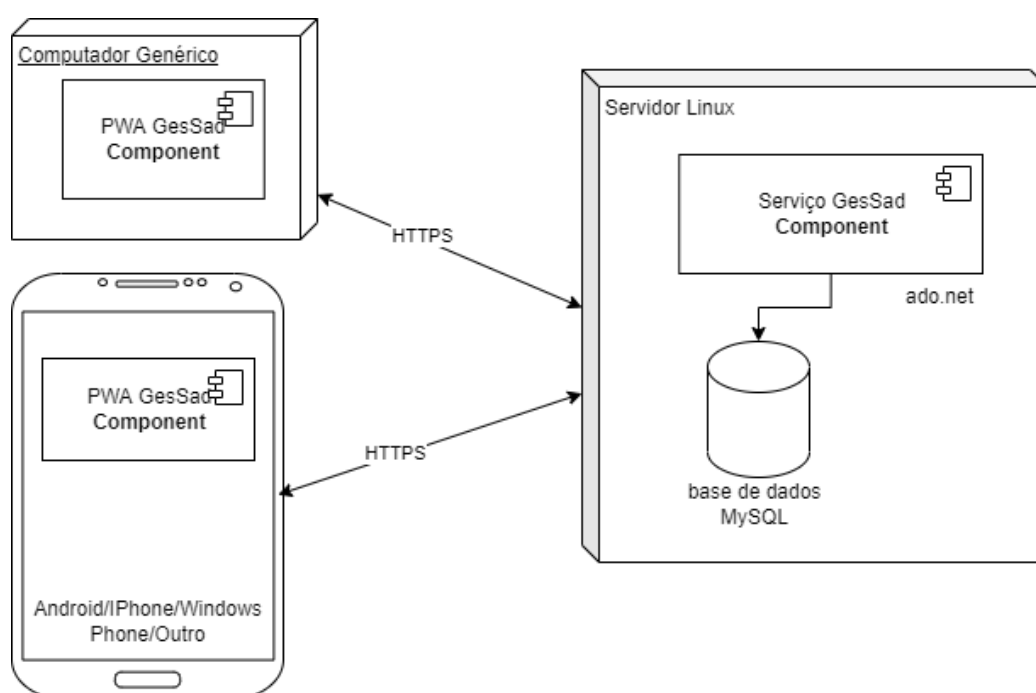 Computador Genérico
PWA GesSad
Component
HTTPS
Servidor Linux
Serviço GesSad
Component
ado.net
base de dados
MySQL
PWA GesSad
Component
HTTPS
Android/IPhone/Windows
Phone/Outro